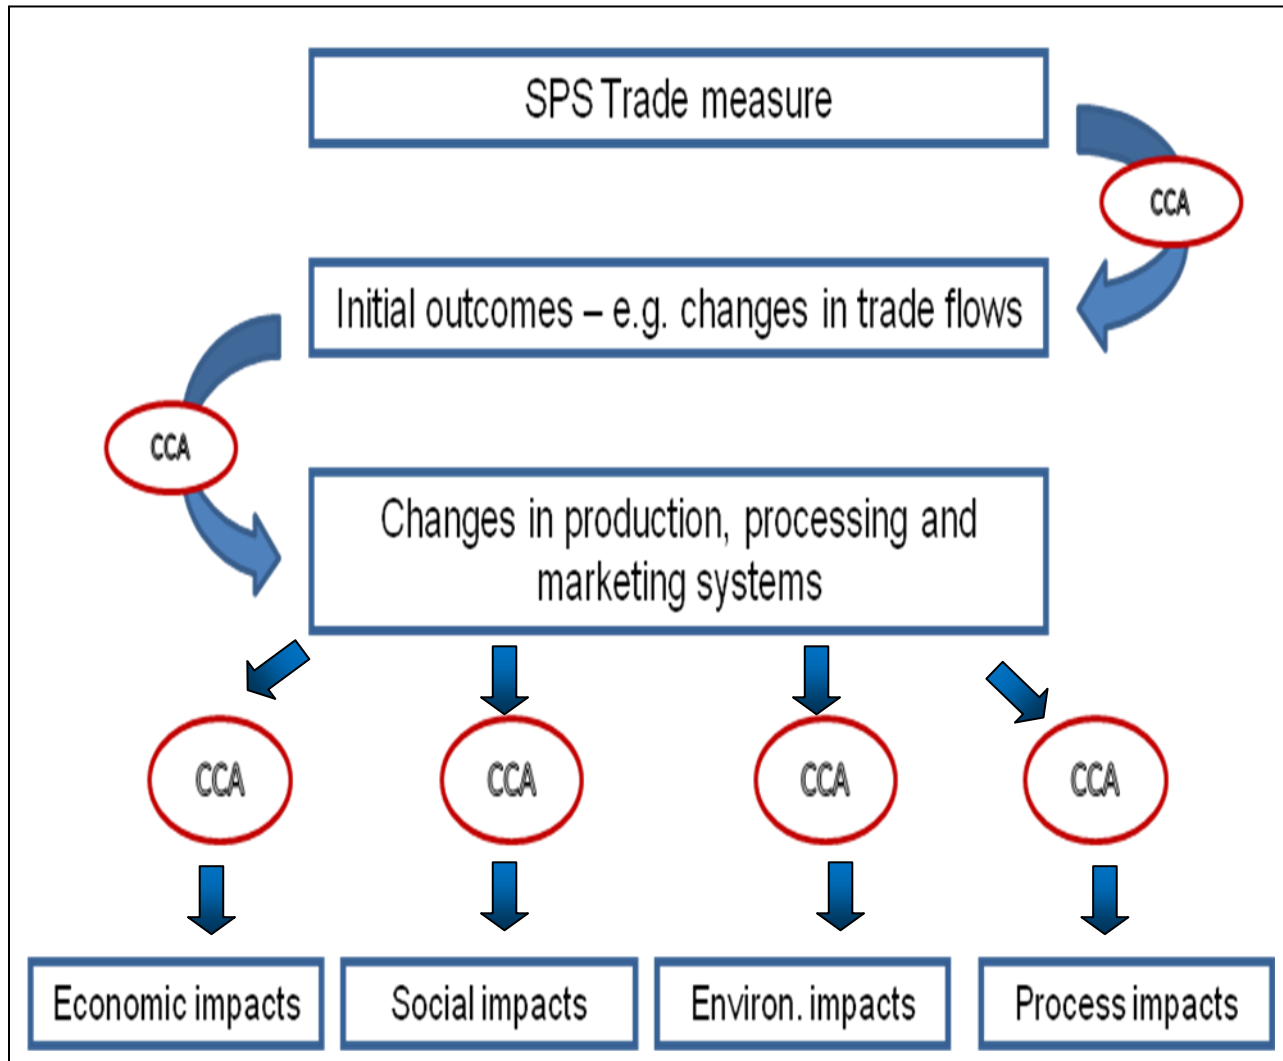 SPS Trade measure
CCA
Initial outcomes – e.g. changes in trade flows
CCA
Changes in production, processing and
marketing systems
CCA
CCA
CCA
CCA
Economic impacts
Social impacts
Environ. impacts
Process impacts